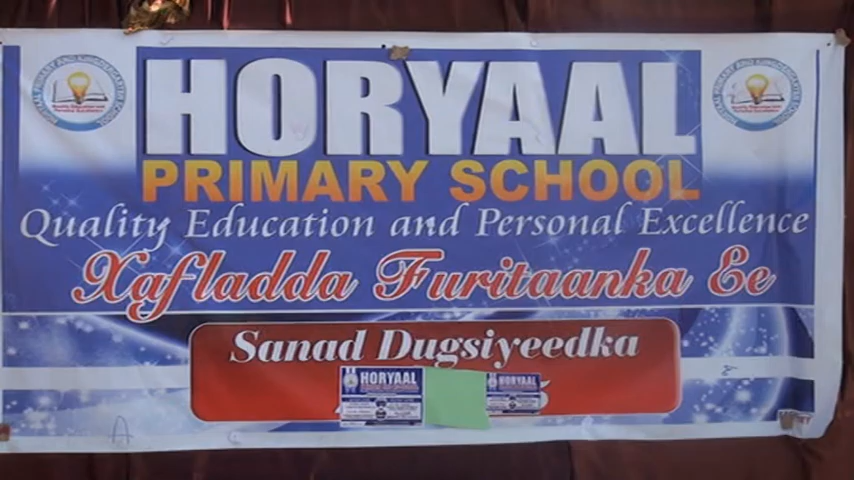 HORYAAL
PRIMARY SCHOOL
Quality Education and Personal Excellence
Xafladda Furitaanka Ee
Sanad Dugsiyeedka
HORYAAL
HORYAAL